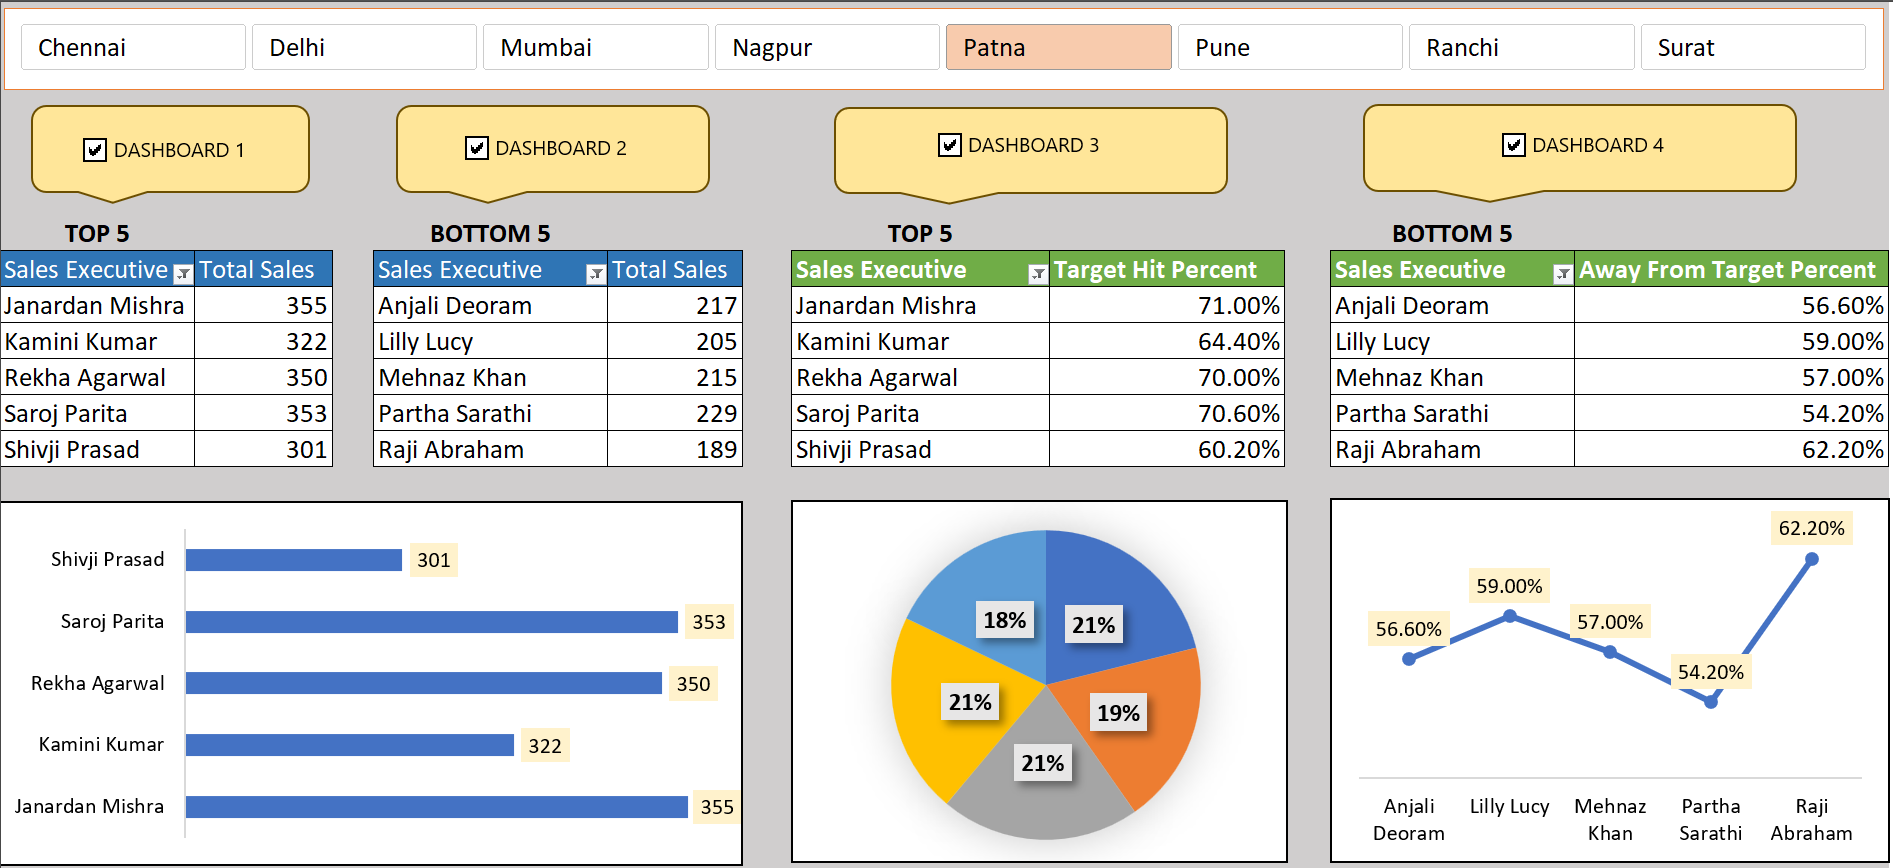 Chennai Delhi Mumbai Nagpur Patna Pune Ranchi Surat
DASHBOARD 1 DASHBOARD 2 DASHBOARD 3 DASHBOARD 4
TOP 5 BOTTOM 5 TOP 5 BOTTOM 5
Sales Executive Total Sales Sales Executive Total Sales Sales Executive Target Hit Percent Sales Executive Away From Target Percent
Janardan Mishra 355 Anjali Deoram 217 Janardan Mishra 71.00% Anjali Deoram 56.60%
Kamini Kumar 322 Lilly Lucy 205 Kamini Kumar 64.40% Lilly Lucy 59.00%
Rekha Agarwal 350 Mehnaz Khan 215 Rekha Agarwal 70.00% Mehnaz Khan 57.00%
Saroj Parita 353 Partha Sarathi 229 Saroj Parita 70.60% Partha Sarathi 54.20%
Shivji Prasad 301 Raji Abraham 189 Shivji Prasad 60.20% Raji Abraham 62.20%
Shivji Prasad 301
Saroj Parita 353
Rekha Agarwal 350
Kamini Kumar 322
Janardan Mishra 355
18% 21%
21% 19%
21%
62.20%
59.00%
56.60% 57.00%
54.20%
Anjali Lilly Lucy Mehnaz Partha Raji
Deoram Khan Sarathi Abraham